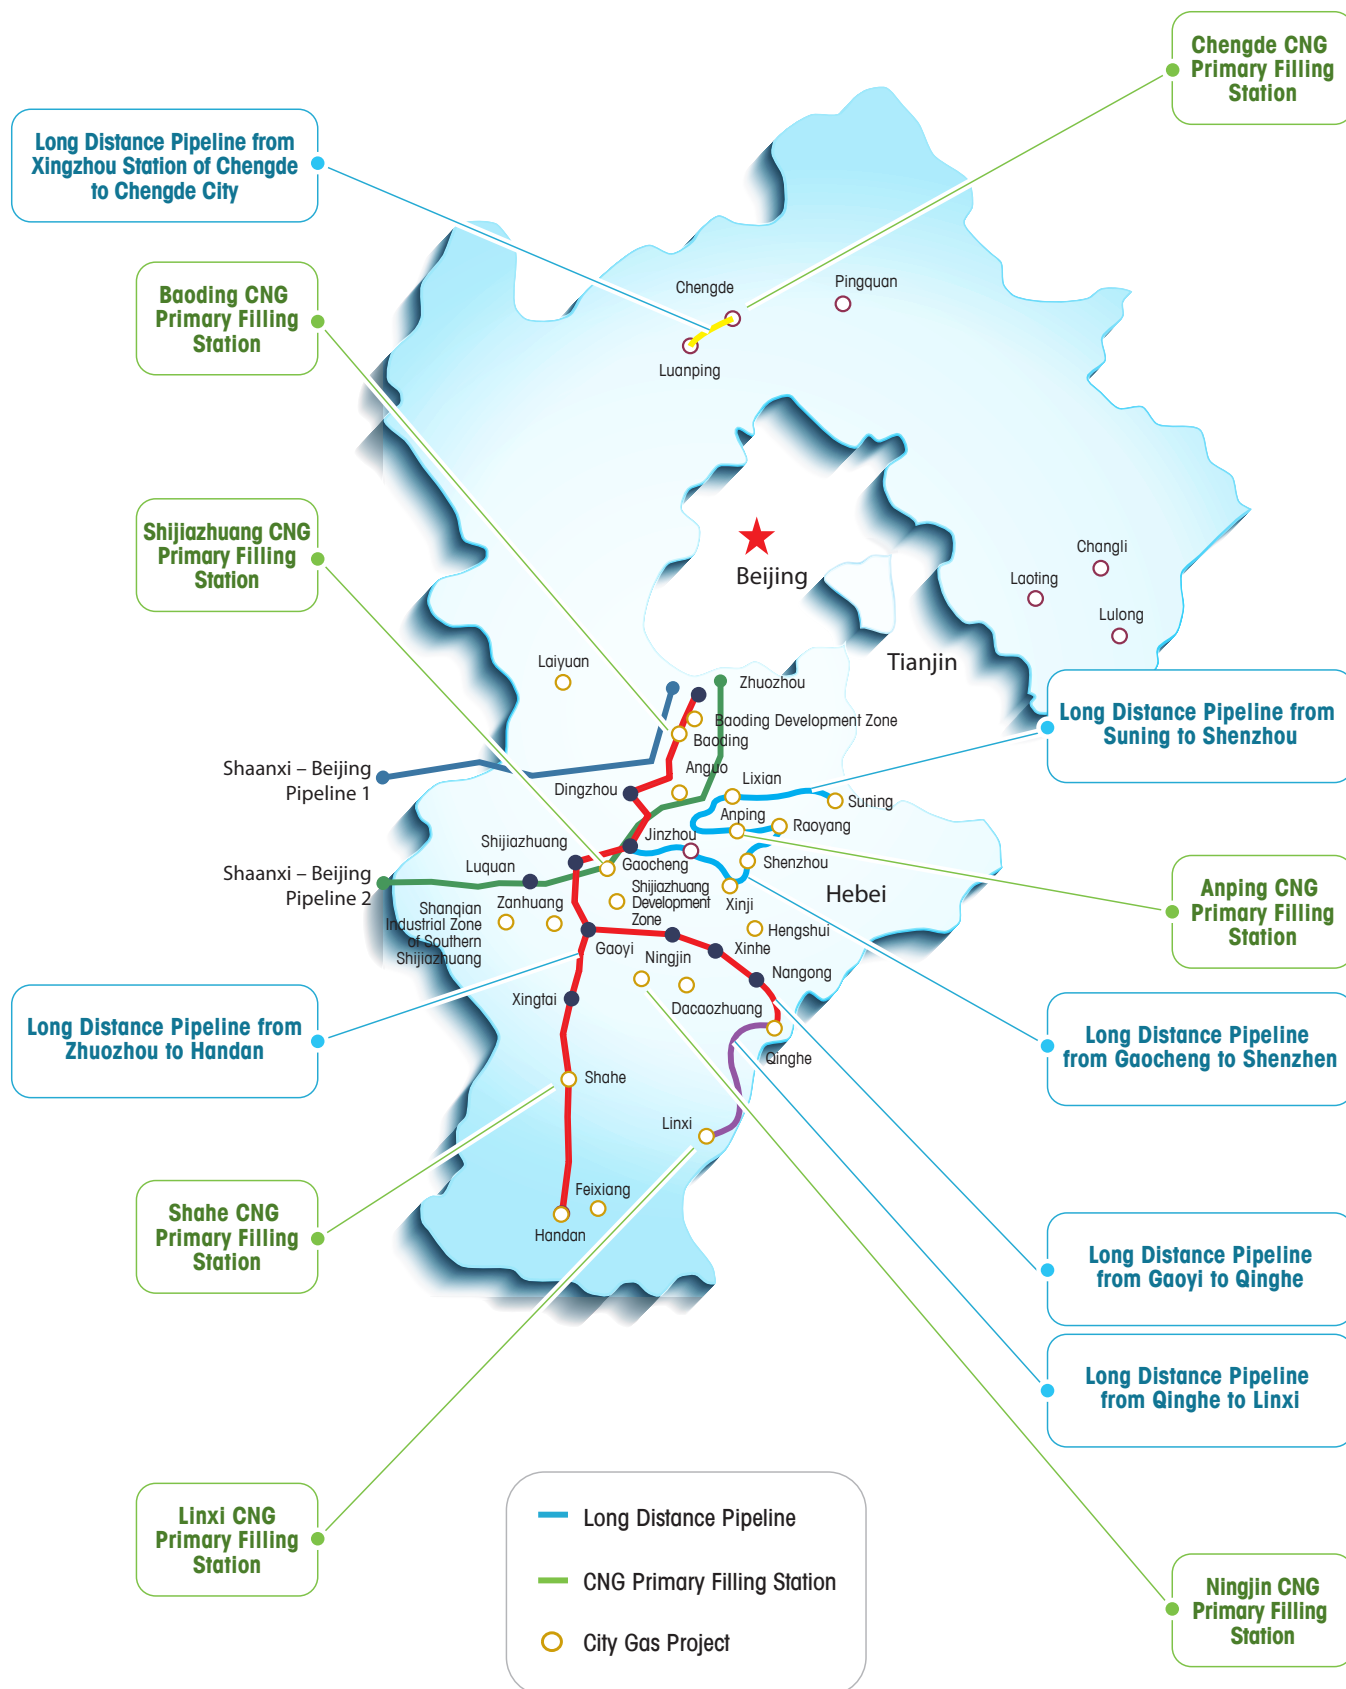 Chengde CNG
Primary Filling
Station
Long Distance Pipeline from
Xingzhou Station of Chengde
to Chengde City
Baoding CNG
Primary Filling
Station
Chengde
Pingquan
Luanping
Shijiazhuang CNG
Primary Filling
Station
Beijing
Changli
Laoting
Lulong
Tianjin
Laiyuan
Zhuozhou
Baoding Development Zone
Baoding
Long Distance Pipeline from
Suning to Shenzhou
Shaanxi – Beijing
Pipeline 1
Anguo
Dingzhou
Lixian
Suning
Anping
Raoyang
Shijiazhuang
Jinzhou
Luquan
Gaocheng
Shenzhou
Shaanxi – Beijing
Pipeline 2
Shijiazhuang
Development
Zone
Xinji
Hebei
Anping CNG
Primary Filling
Station
Zanhuang
Shanqian
Industrial Zone
of Southern
Shijiazhuang
Hengshui
Gaoyi
Xinhe
Ningjin
Nangong
Xingtai
Dacaozhuang
Long Distance Pipeline from
Zhuozhou to Handan
Long Distance Pipeline
from Gaocheng to Shenzhen
Qinghe
Shahe
Linxi
Feixiang
Handan
Shahe CNG
Primary Filling
Station
Long Distance Pipeline
from Gaoyi to Qinghe
Long Distance Pipeline
from Qinghe to Linxi
Linxi CNG
Primary Filling
Station
Long Distance Pipeline
CNG Primary Filling Station
City Gas Project
Ningjin CNG
Primary Filling
Station